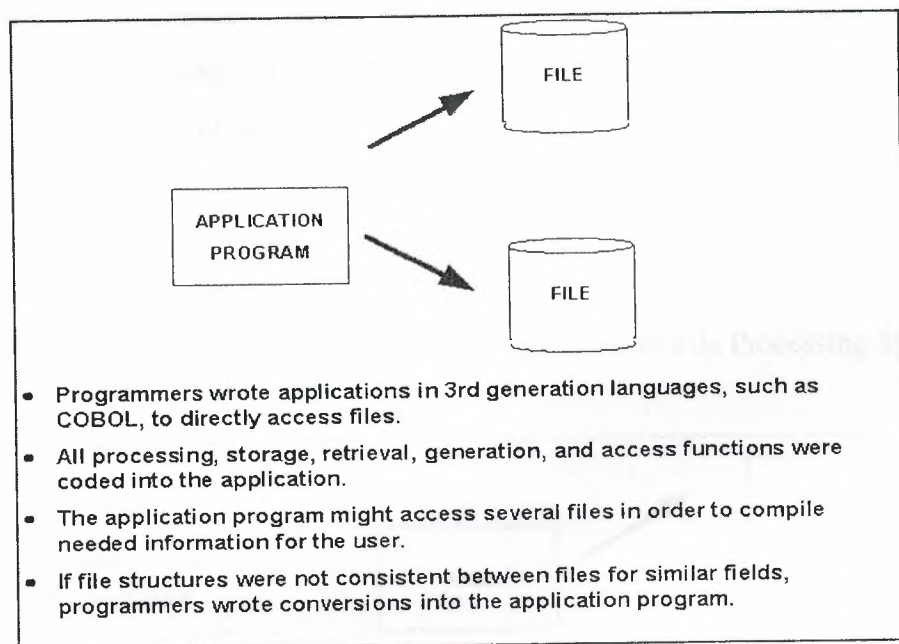 FILE
APPLICATION
PROGRAM
FILE
• Programmers wrote applications in 3rd generation languages, such as
COBOL, to directly access files.
• All processing, storage, retrieval, generation, and access functions were
coded into the application.
• The application program might access several files in order to compile
needed information for the user.
• If file structures were not consistent between files for similar fields,
programmers wrote conversions into the application program.